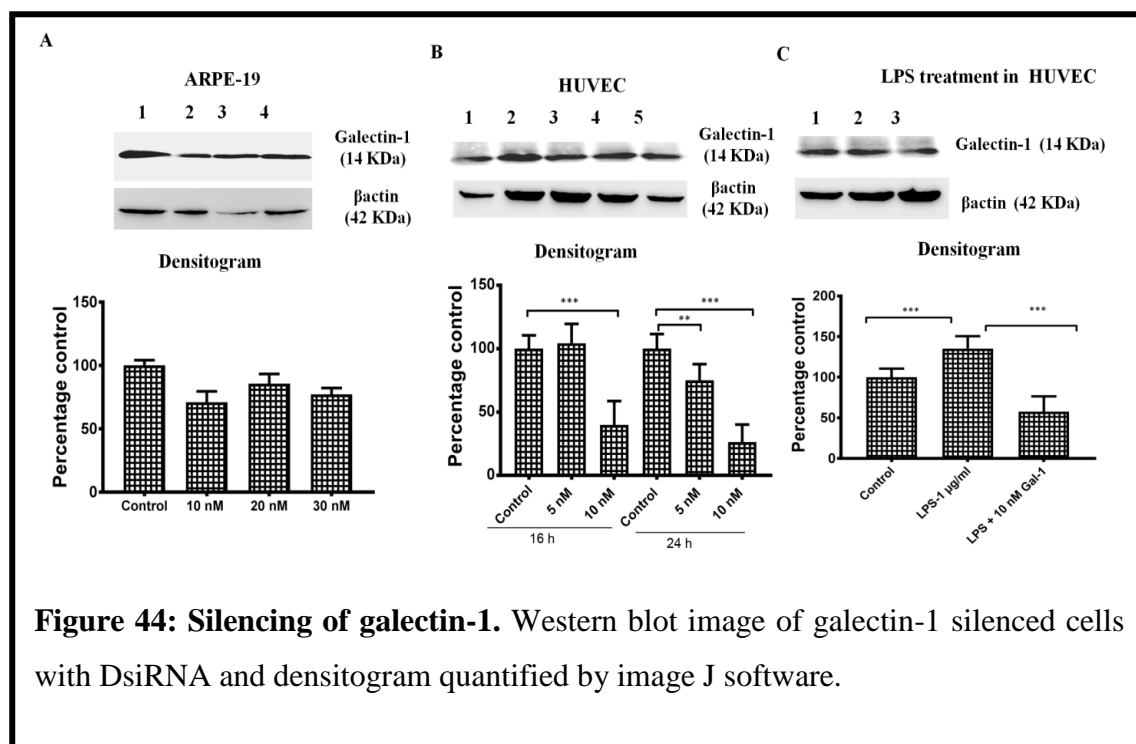 A
ARPE-19
1 2 3 4
Galectin-1
(14 KDa)
βactin
(42 KDa)
Densitogram
Percentage control
150
100
50
0
Control 10 nM 20 nM 30 nM
B
HUVEC
1 2 3 4 5
Galectin-1
(14 KDa)
βactin
(42 KDa)
Densitogram
Percentage control
150
100
50
0
***
**
***
Control 5 nM 10 nM Control 5 nM 10 nM
16 h 24 h
C
LPS treatment in HUVEC
1 2 3
Galectin-1 (14 KDa)
βactin (42 KDa)
Densitogram
Percentage control
200
150
100
50
0
*** ***
Control LPS-1 µg/ml LPS + 10 nM Gal-1
Figure 44: Silencing of galectin-1. Western blot image of galectin-1 silenced cells
with DsiRNA and densitogram quantified by image J software.